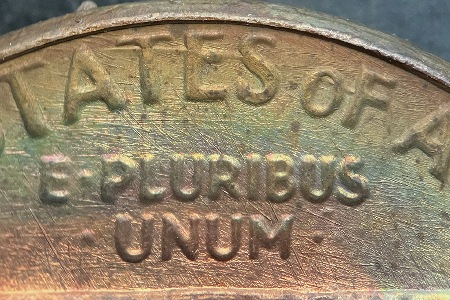 TATES OF A
E·PLURIBUS
UNUM